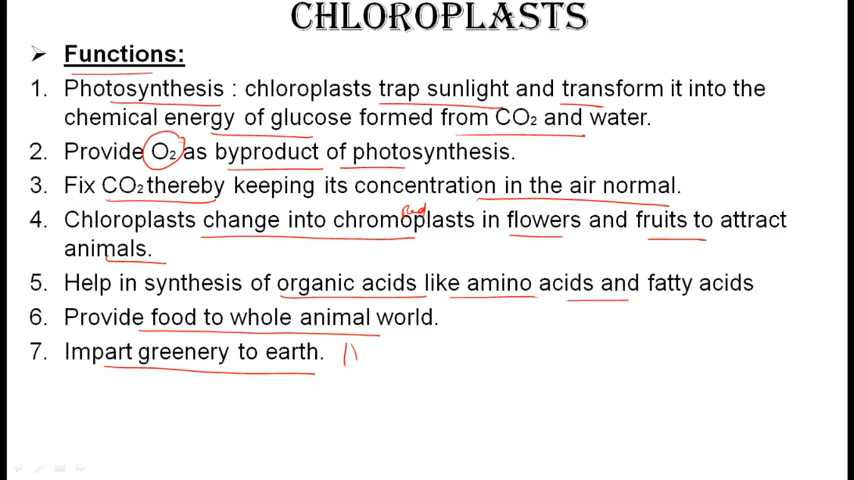 CHLOROPLASTS
➢ Functions:
1. Photosynthesis : chloroplasts trap sunlight and transform it into the
chemical energy of glucose formed from CO₂ and water.
2. Provide O₂ as byproduct of photosynthesis.
3. Fix CO₂ thereby keeping its concentration in the air normal.
Red
4. Chloroplasts change into chromoplasts in flowers and fruits to attract
animals.
5. Help in synthesis of organic acids like amino acids and fatty acids
6. Provide food to whole animal world.
7. Impart greenery to earth.